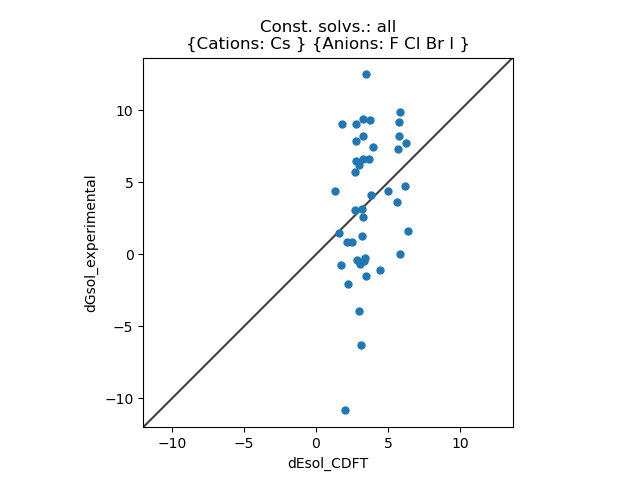 Const. solvs.: all
{Cations: Cs } {Anions: F Cl Br I }
dGsol_experimental
10
5
0
−5
−10
−10
−5
0
5
10
dEsol_CDFT